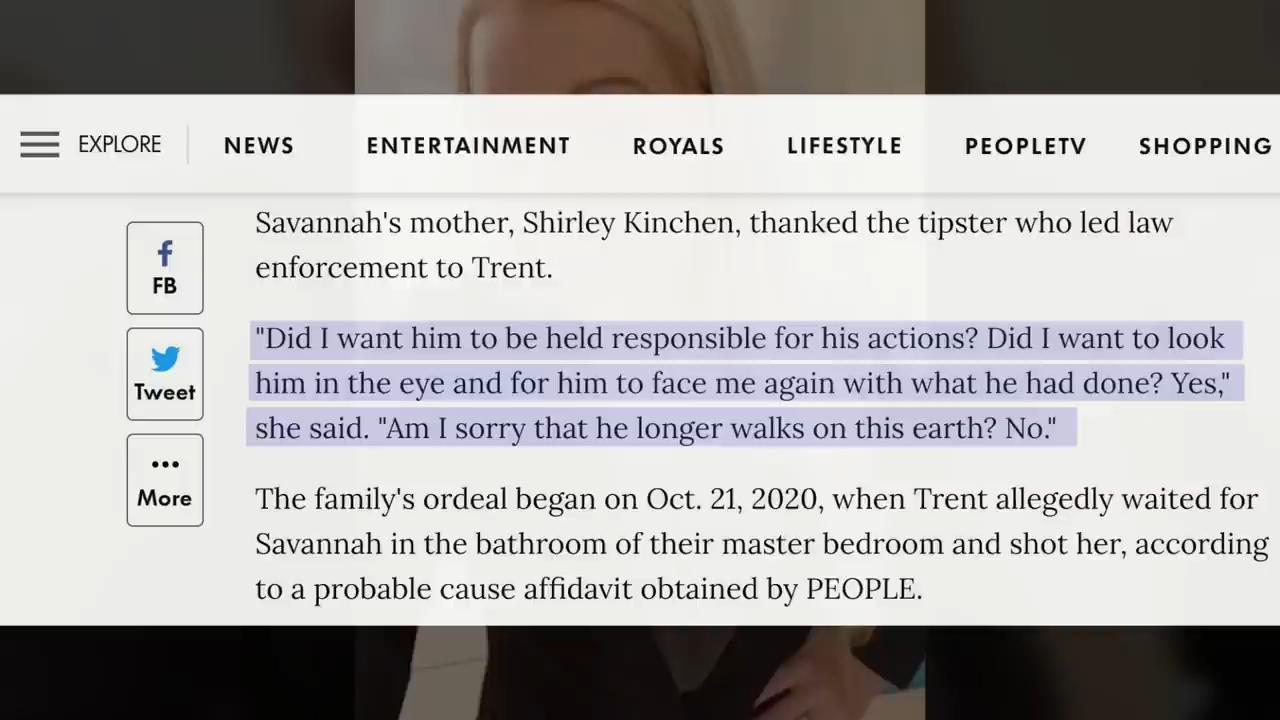 EXPLORE NEWS ENTERTAINMENT ROYALS LIFESTYLE PEOPLETV SHOPPING
Savannah's mother, Shirley Kinchen, thanked the tipster who led law
enforcement to Trent.
FB
"Did I want him to be held responsible for his actions? Did I want to look
him in the eye and for him to face me again with what he had done? Yes,"
she said. "Am I sorry that he longer walks on this earth? No."
Tweet
More
The family's ordeal began on Oct. 21, 2020, when Trent allegedly waited for
Savannah in the bathroom of their master bedroom and shot her, according
to a probable cause affidavit obtained by PEOPLE.